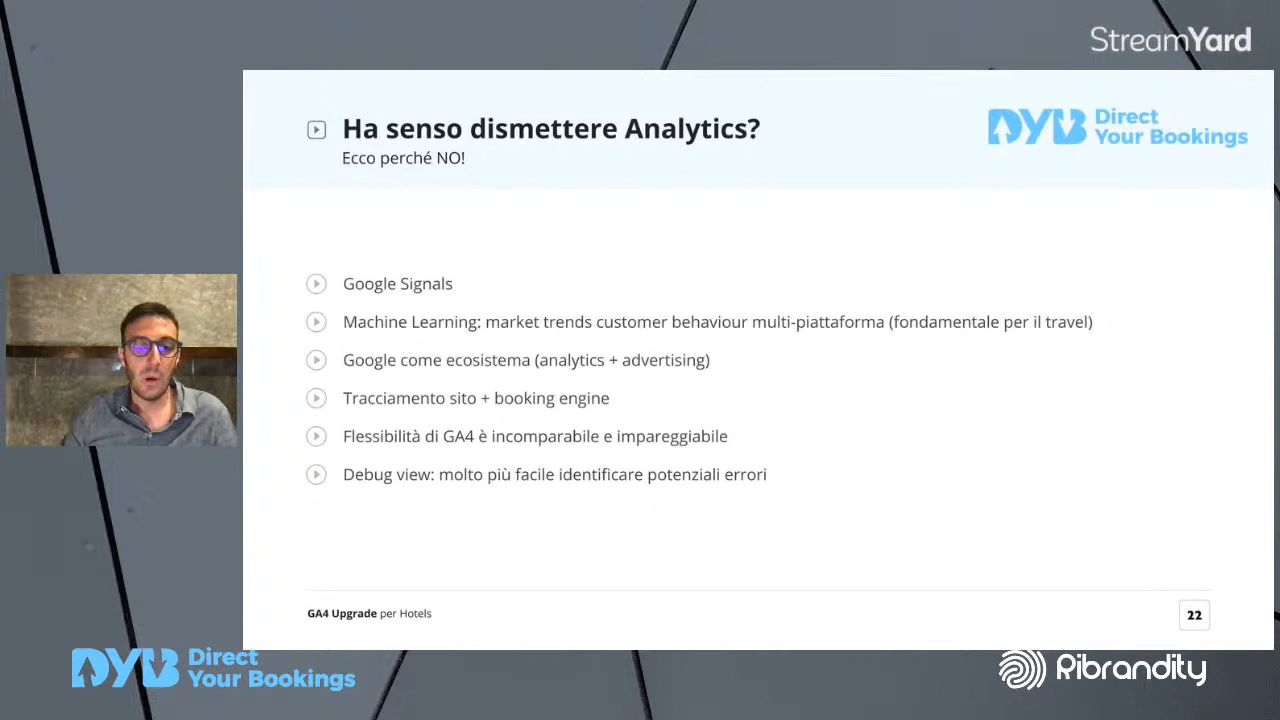 StreamYard
Ha senso dismettere Analytics?
Ecco perché NO!
DYB Direct
Your Bookings
Google Signals
Machine Learning: market trends customer behaviour multi-piattaforma (fondamentale per il travel)
Google come ecosistema (analytics + advertising)
Tracciamento sito + booking engine
Flessibilità di GA4 è incomparabile e impareggiabile
Debug view: molto più facile identificare potenziali errori
GA4 Upgrade per Hotels
22
DYB Direct
Your Bookings
Ribrandity